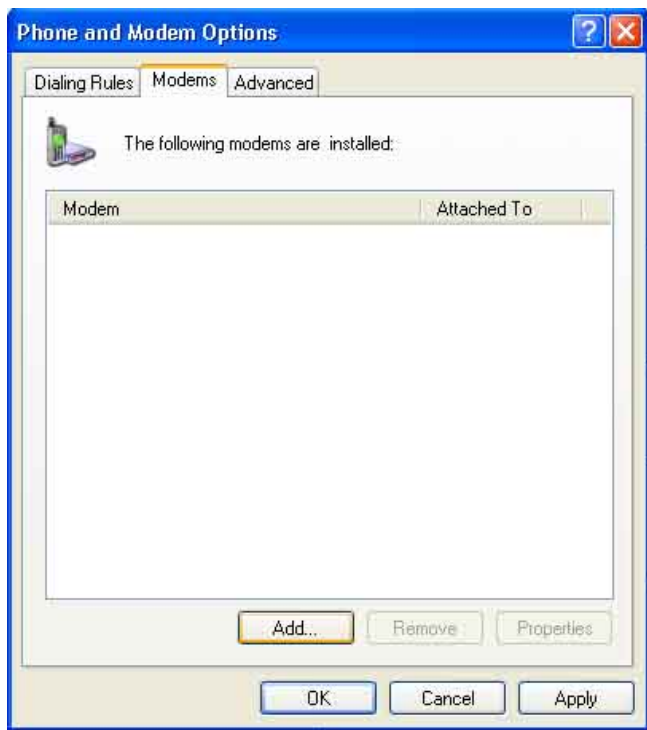 Phone and Modem Options
Dialing Rules Modems Advanced
The following modems are installed:
Modem Attached To
Add... Remove Properties
OK Cancel Apply